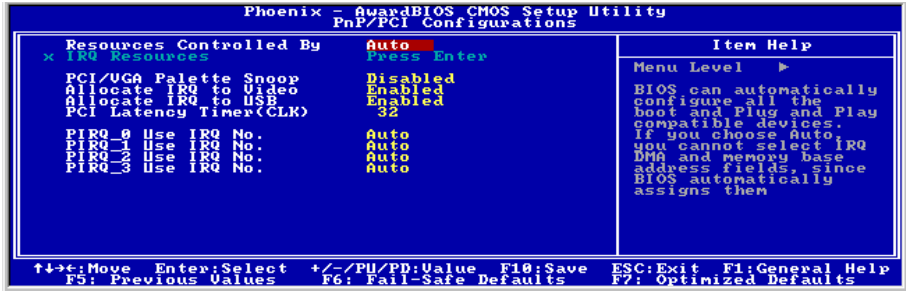 Phoenix - AwardBIOS CMOS Setup Utility
PnP/PCI Configurations
Resources Controlled By Auto
x IRQ Resources Press Enter
PCI/VGA Palette Snoop Disabled
Allocate IRQ to Video Enabled
Allocate IRQ to USB Enabled
PCI Latency Timer(CLK) 32
PIRQ_0 Use IRQ No. Auto
PIRQ_1 Use IRQ No. Auto
PIRQ_2 Use IRQ No. Auto
PIRQ_3 Use IRQ No. Auto
Item Help
Menu Level ►
BIOS can automatically
configure all the
boot and Plug and Play
compatible devices.
If you choose Auto,
you cannot select IRQ
DMA and memory base
address fields, since
BIOS automatically
assigns them
↑↓→←:Move Enter:Select +/-/PU/PD:Value F10:Save ESC:Exit F1:General Help
F5: Previous Values F6: Fail-Safe Defaults F7: Optimized Defaults